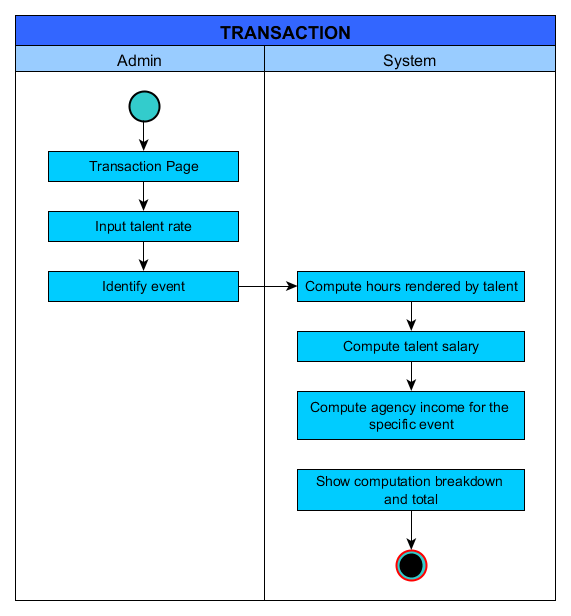 TRANSACTION
Admin
System
Transaction Page
Input talent rate
Identify event
Compute hours rendered by talent
Compute talent salary
Compute agency income for the
specific event
Show computation breakdown
and total